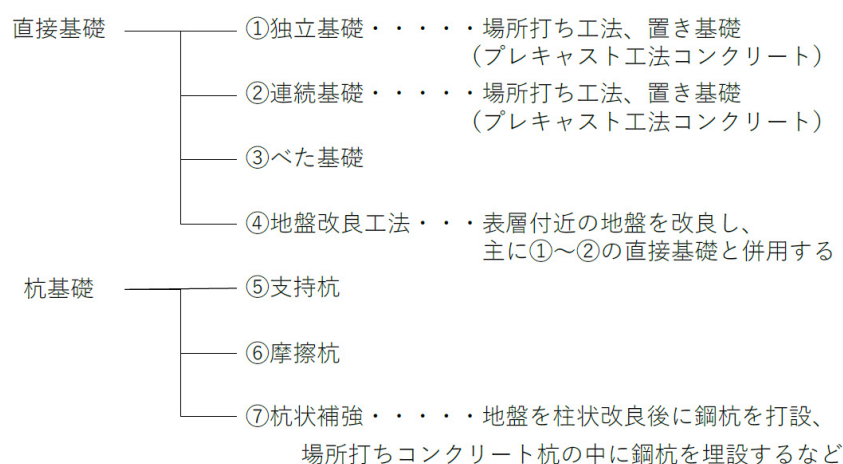 直接基礎
①独立基礎・・・・・場所打ち工法、置き基礎
（プレキャスト工法コンクリート）
②連続基礎・・・・・場所打ち工法、置き基礎
（プレキャスト工法コンクリート）
③べた基礎
④地盤改良工法・・・表層付近の地盤を改良し、
主に①～②の直接基礎と併用する
杭基礎
⑤支持杭
⑥摩擦杭
⑦杭状補強・・・・・地盤を柱状改良後に鋼杭を打設、
場所打ちコンクリート杭の中に鋼杭を埋設するなど